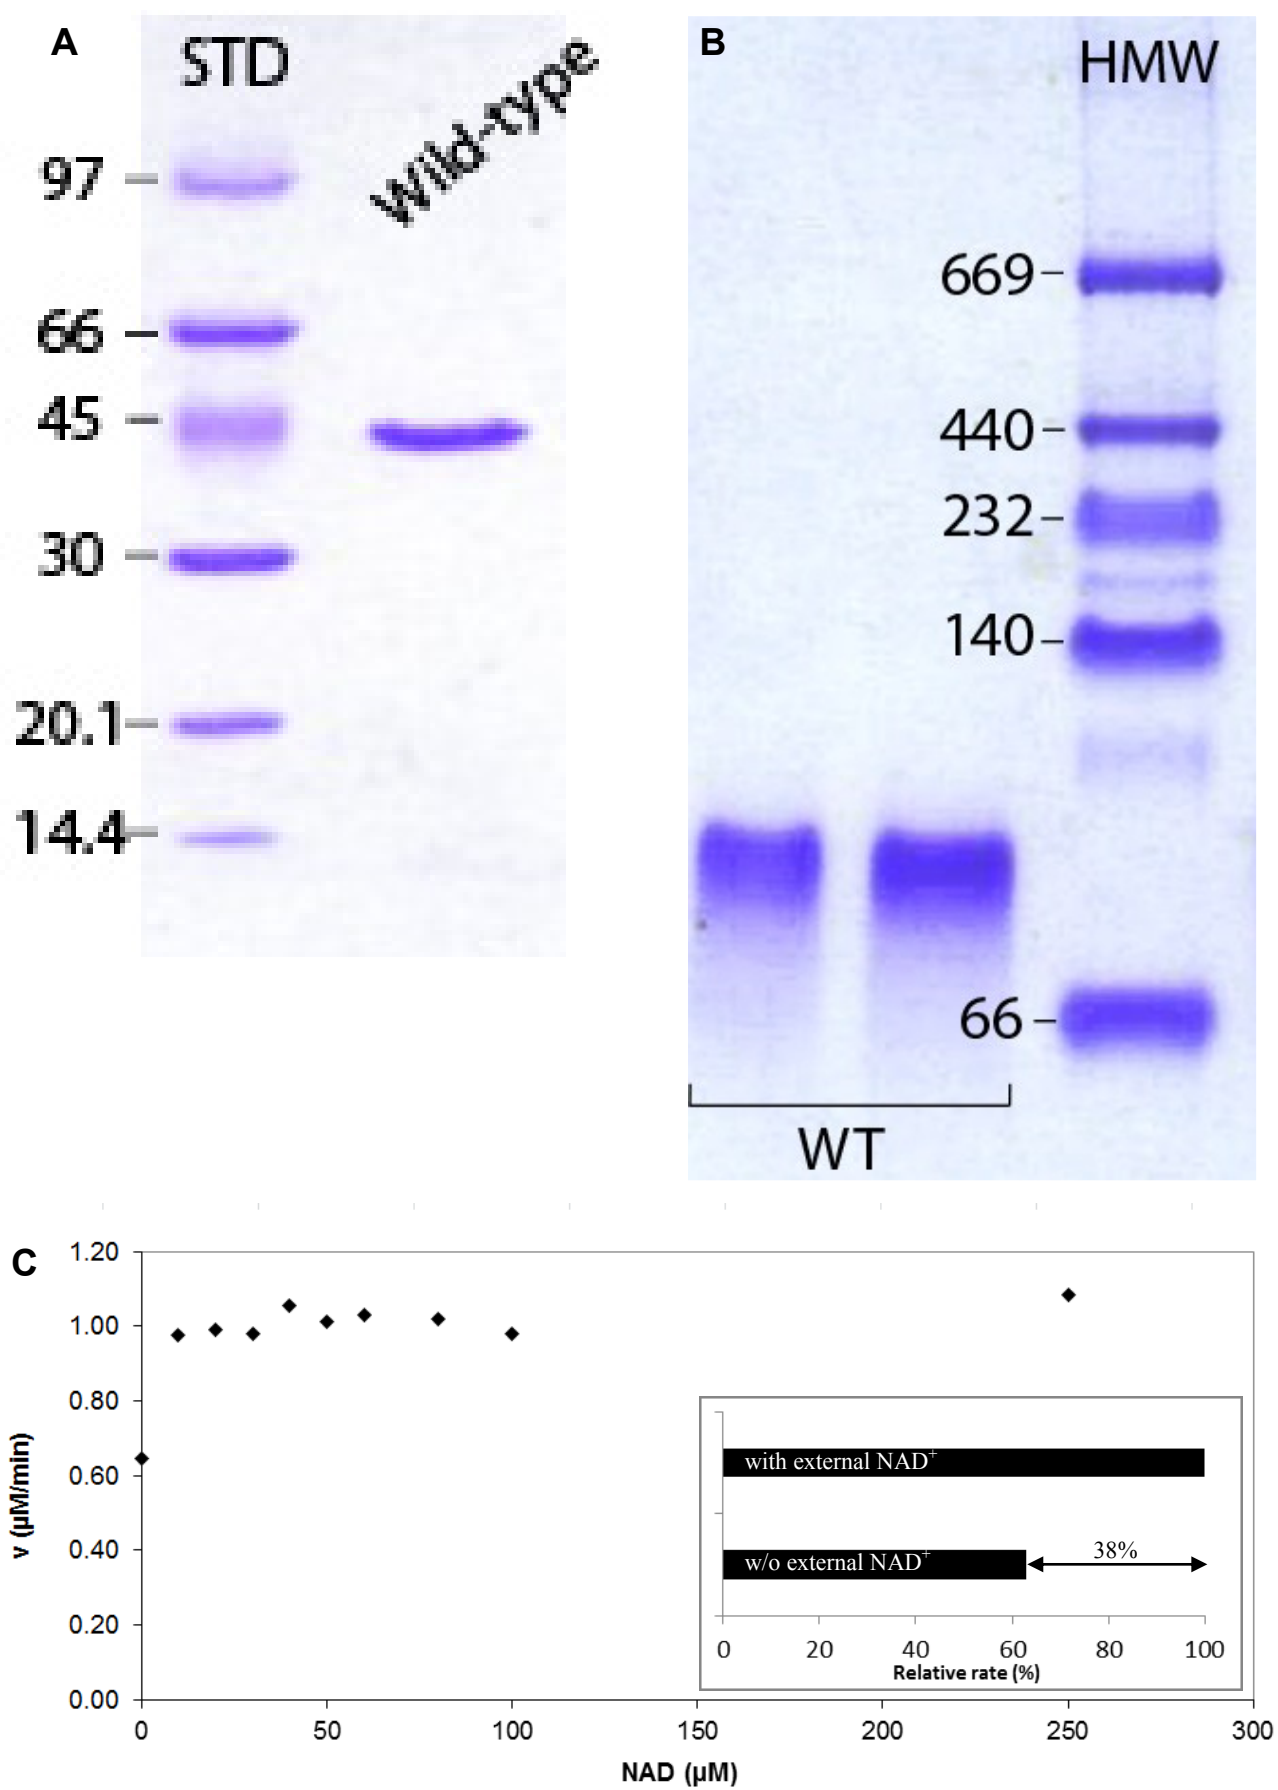 A
STD
Wild-type
97
66
45
30
20.1
14.4
B
HMW
669
440
232
140
66
WT
C
1.20
1.00
0.80
0.60
0.40
0.20
0.00
v (µM/min)
0 50 100 150 200 250 300
NAD (µM)
with external NAD+
w/o external NAD+
38%
0 20 40 60 80 100
Relative rate (%)